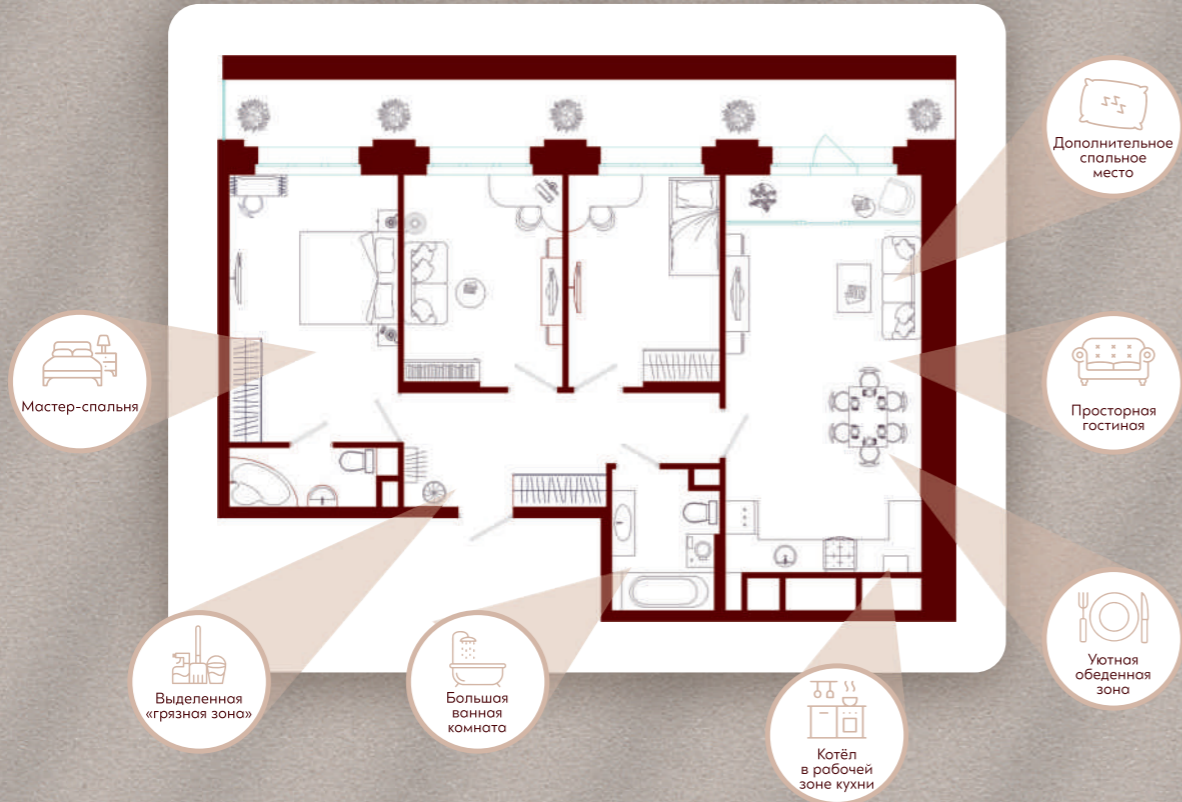 Дополнительное
спальное
место
Мастер-спальня
Просторная
гостиная
Уютная
обеденная
зона
Выделенная
«грязная зона»
Большая
ванная
комната
Котёл
в рабочей
зоне кухни